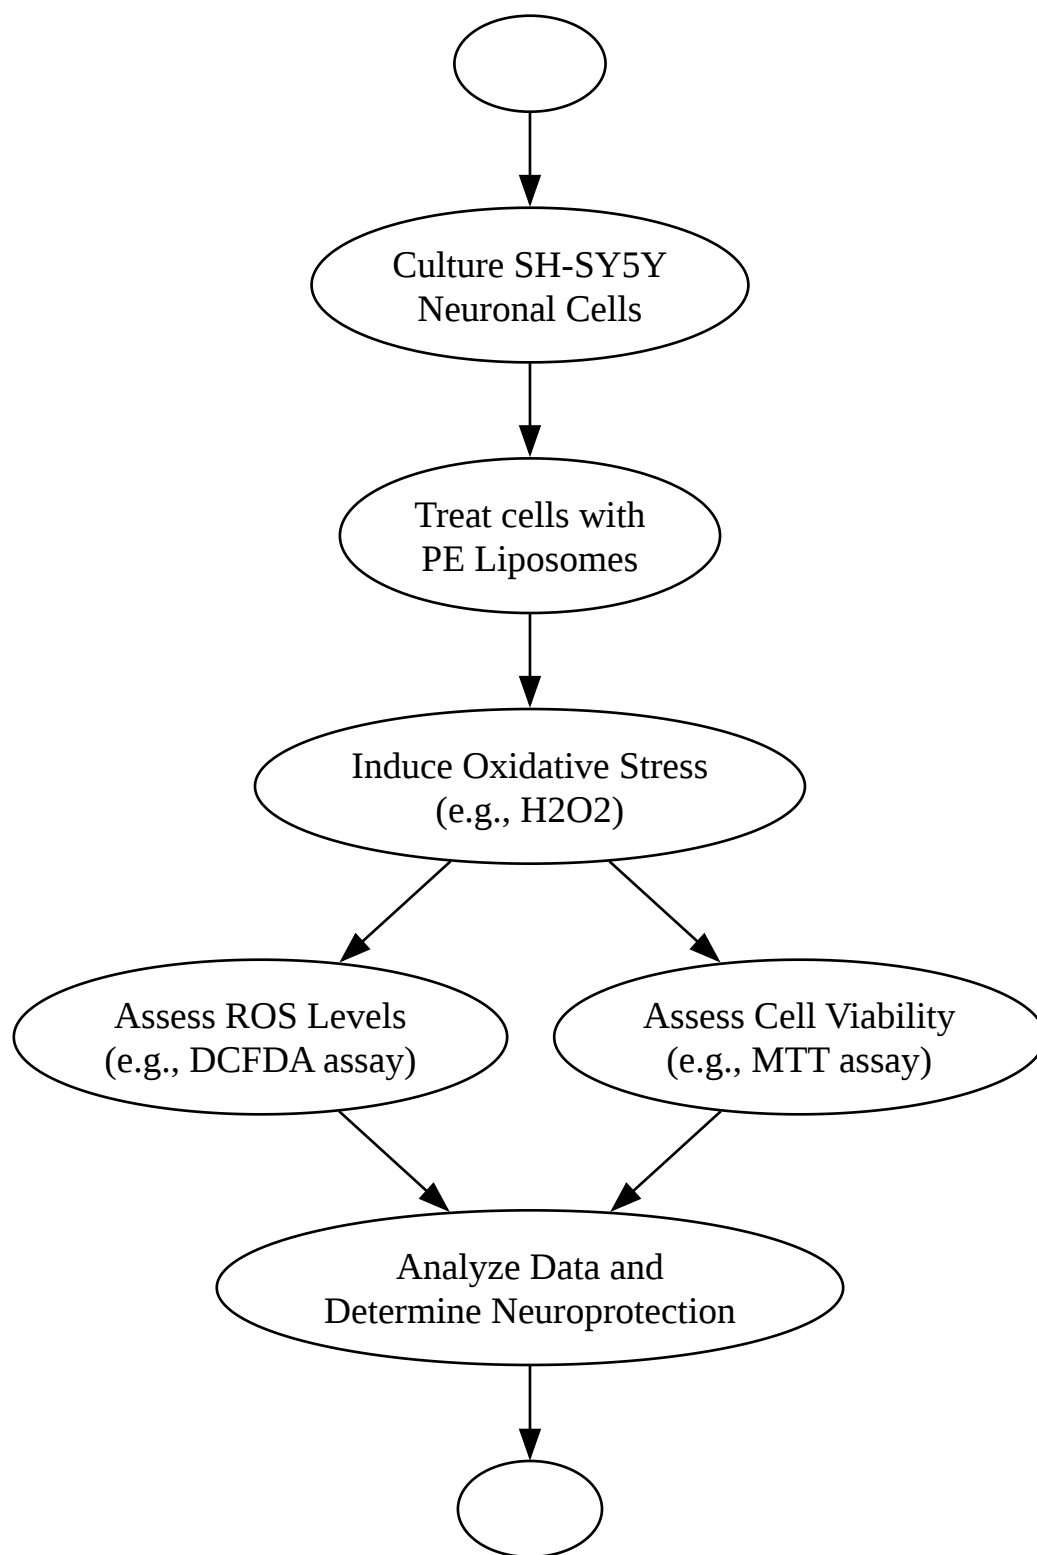 Culture SH-SY5Y
Neuronal Cells
Treat cells with
PE Liposomes
Induce Oxidative Stress
(e.g., H2O2)
Assess ROS Levels
(e.g., DCFDA assay)
Assess Cell Viability
(e.g., MTT assay)
Analyze Data and
Determine Neuroprotection